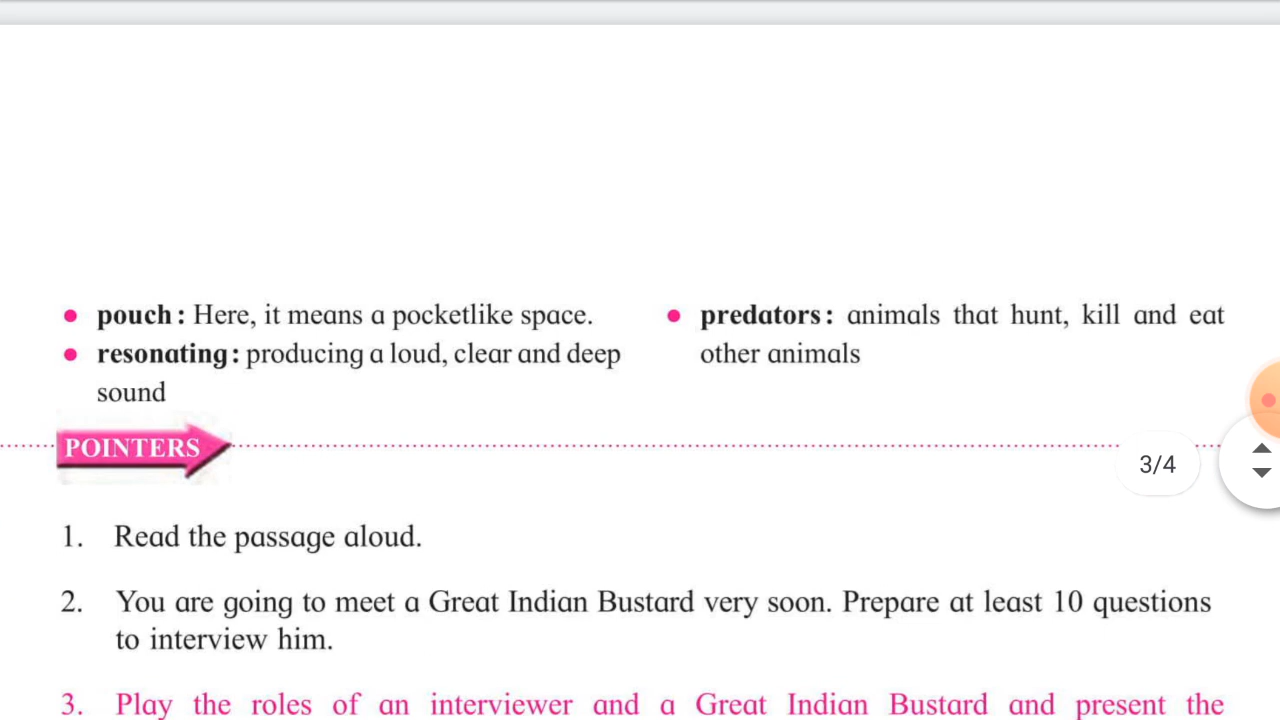 • pouch : Here, it means a pocketlike space.
• resonating : producing a loud, clear and deep
sound
• predators : animals that hunt, kill and eat
other animals
POINTERS
3/4
1. Read the passage aloud.
2. You are going to meet a Great Indian Bustard very soon. Prepare at least 10 questions
to interview him.
3. Play the roles of an interviewer and a Great Indian Bustard and present the